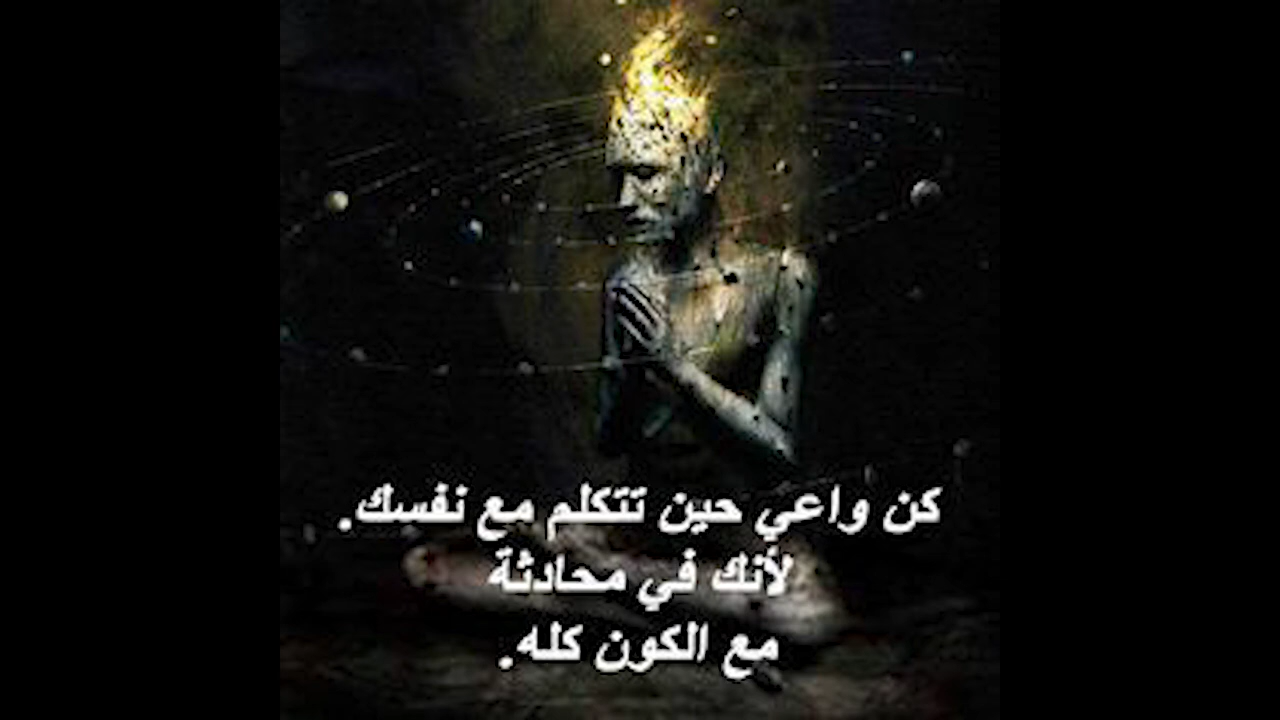 كن واعي حين تتكلم مع نفسك.
لأنك في محادثة
مع الكون كله.